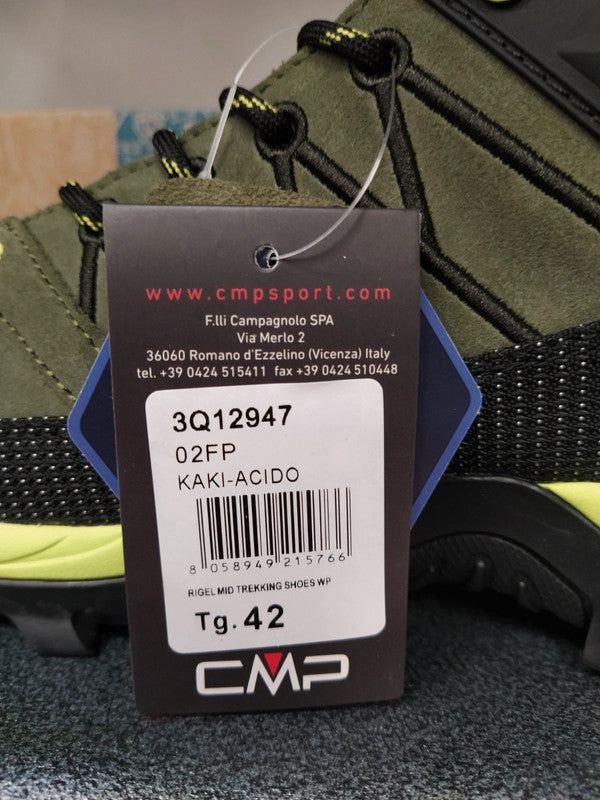 www.cmpsport.com
F.lli Campagnolo SPA
Via Merlo 2
36060 Romano d'Ezzelino (Vicenza) Italy
tel. +39 0424 515411 fax +39 0424 510448
3Q12947
02FP
KAKI-ACIDO
8 058949 215766
RIGEL MID TREKKING SHOES WP
Tg. 42
CMP